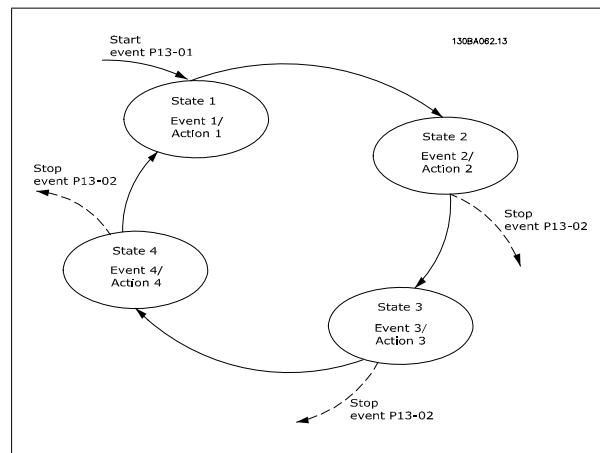 130BA062.13
Start
event P13-01
State 1
Event 1/
Action 1
State 2
Event 2/
Action 2
Stop
event P13-02
Stop
event P13-02
State 4
Event 4/
Action 4
State 3
Event 3/
Action 3
Stop
event P13-02